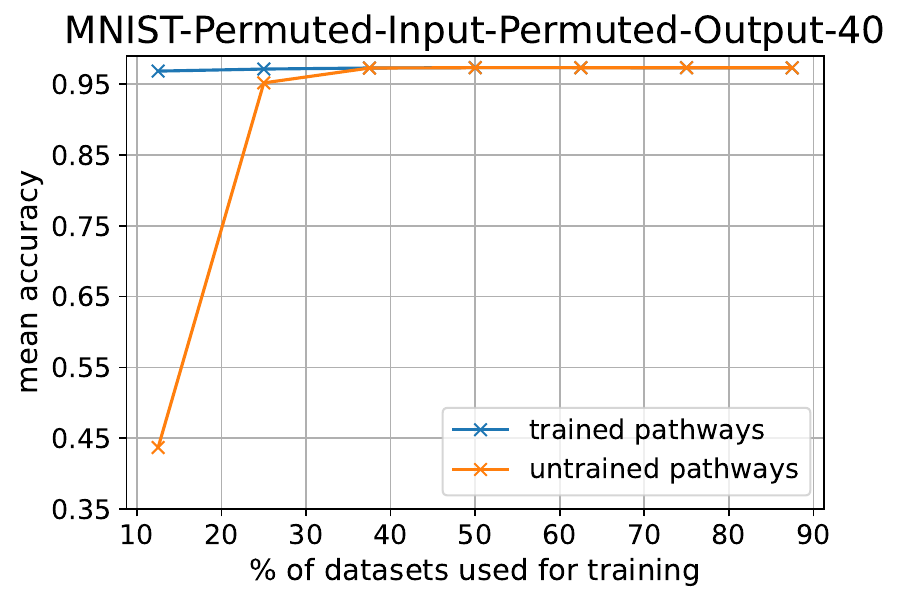 MNIST-Permuted-Input-Permuted-Output-40
mean accuracy
0.95
0.85
0.75
0.65
0.55
0.45
0.35
trained pathways
untrained pathways
10 20 30 40 50 60 70 80 90
% of datasets used for training